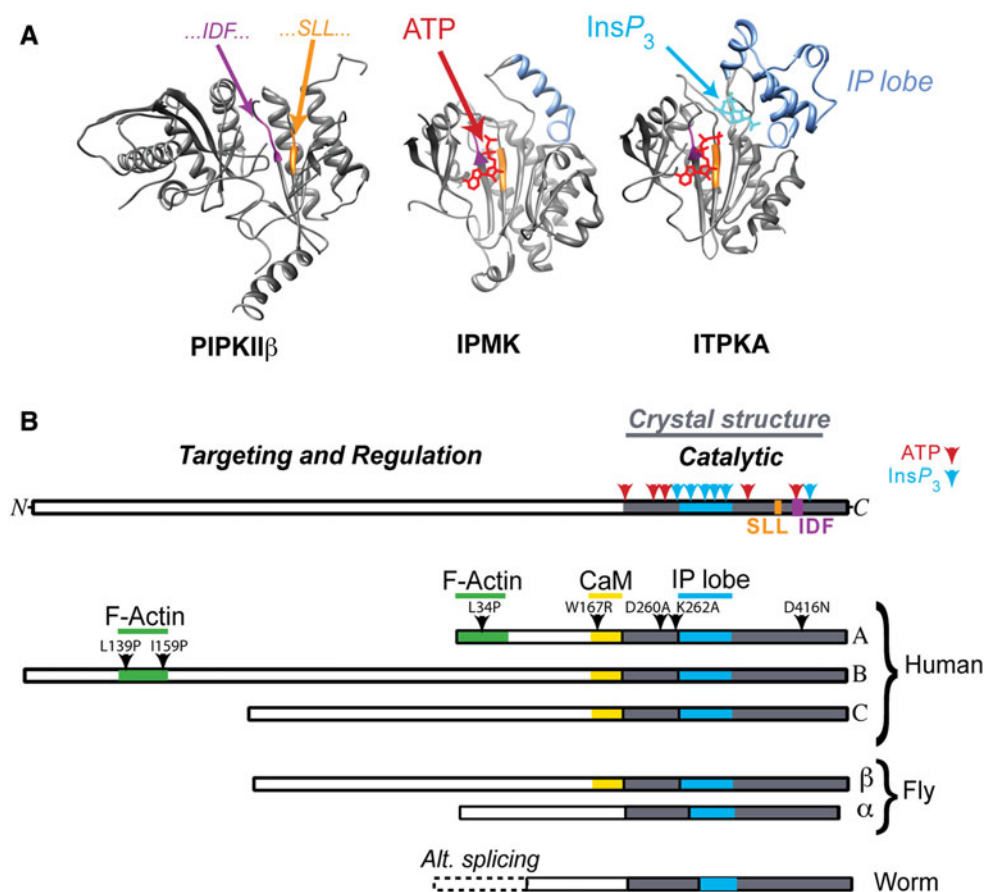 A
...IDF...
...SLL...
ATP
InsP3
IP lobe
PIPKIIβ
IPMK
ITPKA
B
Crystal structure
Targeting and Regulation
Catalytic
ATP
InsP3
N
C
SLL
IDF
F-Actin
F-Actin
CaM
IP lobe
L34P
W167R
D260A
K262A
D416N
L139P
I159P
A
B
C
Human
β
α
Fly
Alt. splicing
Worm